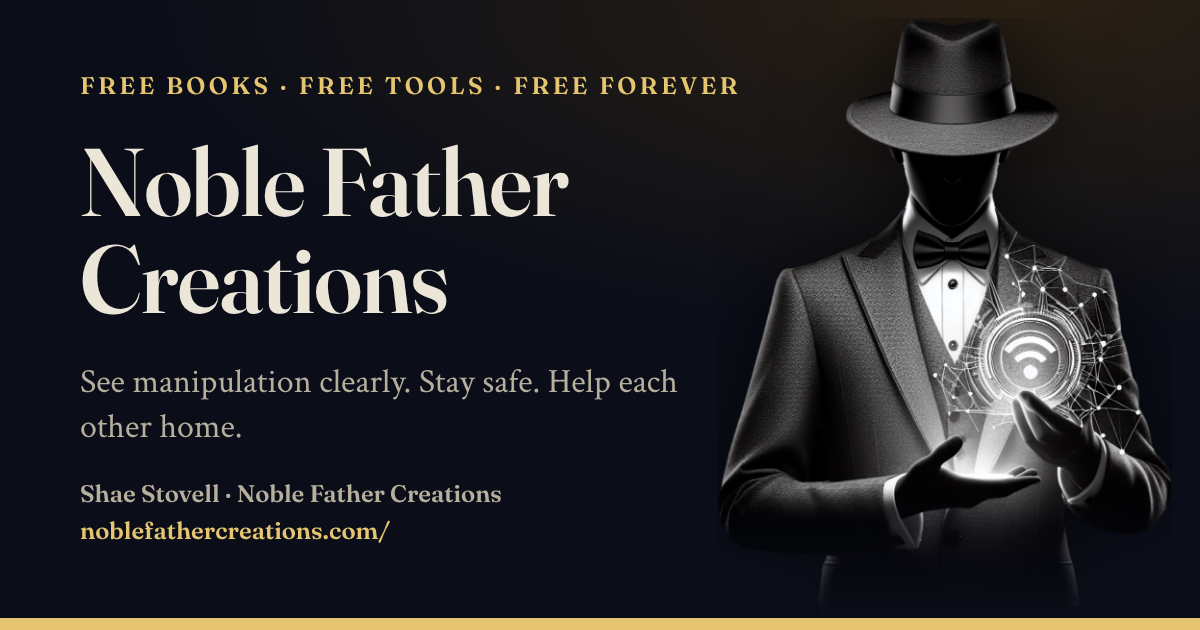 FREE BOOKS · FREE TOOLS · FREE FOREVER
Noble Father
Creations
See manipulation clearly. Stay safe. Help each
other home.
Shae Stovell · Noble Father Creations
noblefathercreations.com/